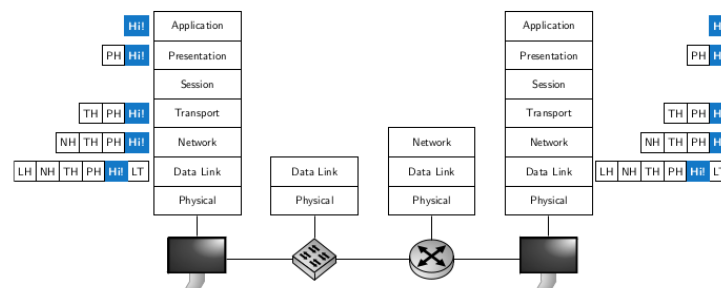 Hi! Application Application H
PH Hi! Presentation Presentation PH H
Session Session
TH PH Hi! Transport Transport TH PH H
NH TH PH Hi! Network Network Network NH TH PH H
LH NH TH PH Hi! LT Data Link Data Link Data Link Data Link LH NH TH PH Hi! LT
Physical Physical Physical Physical